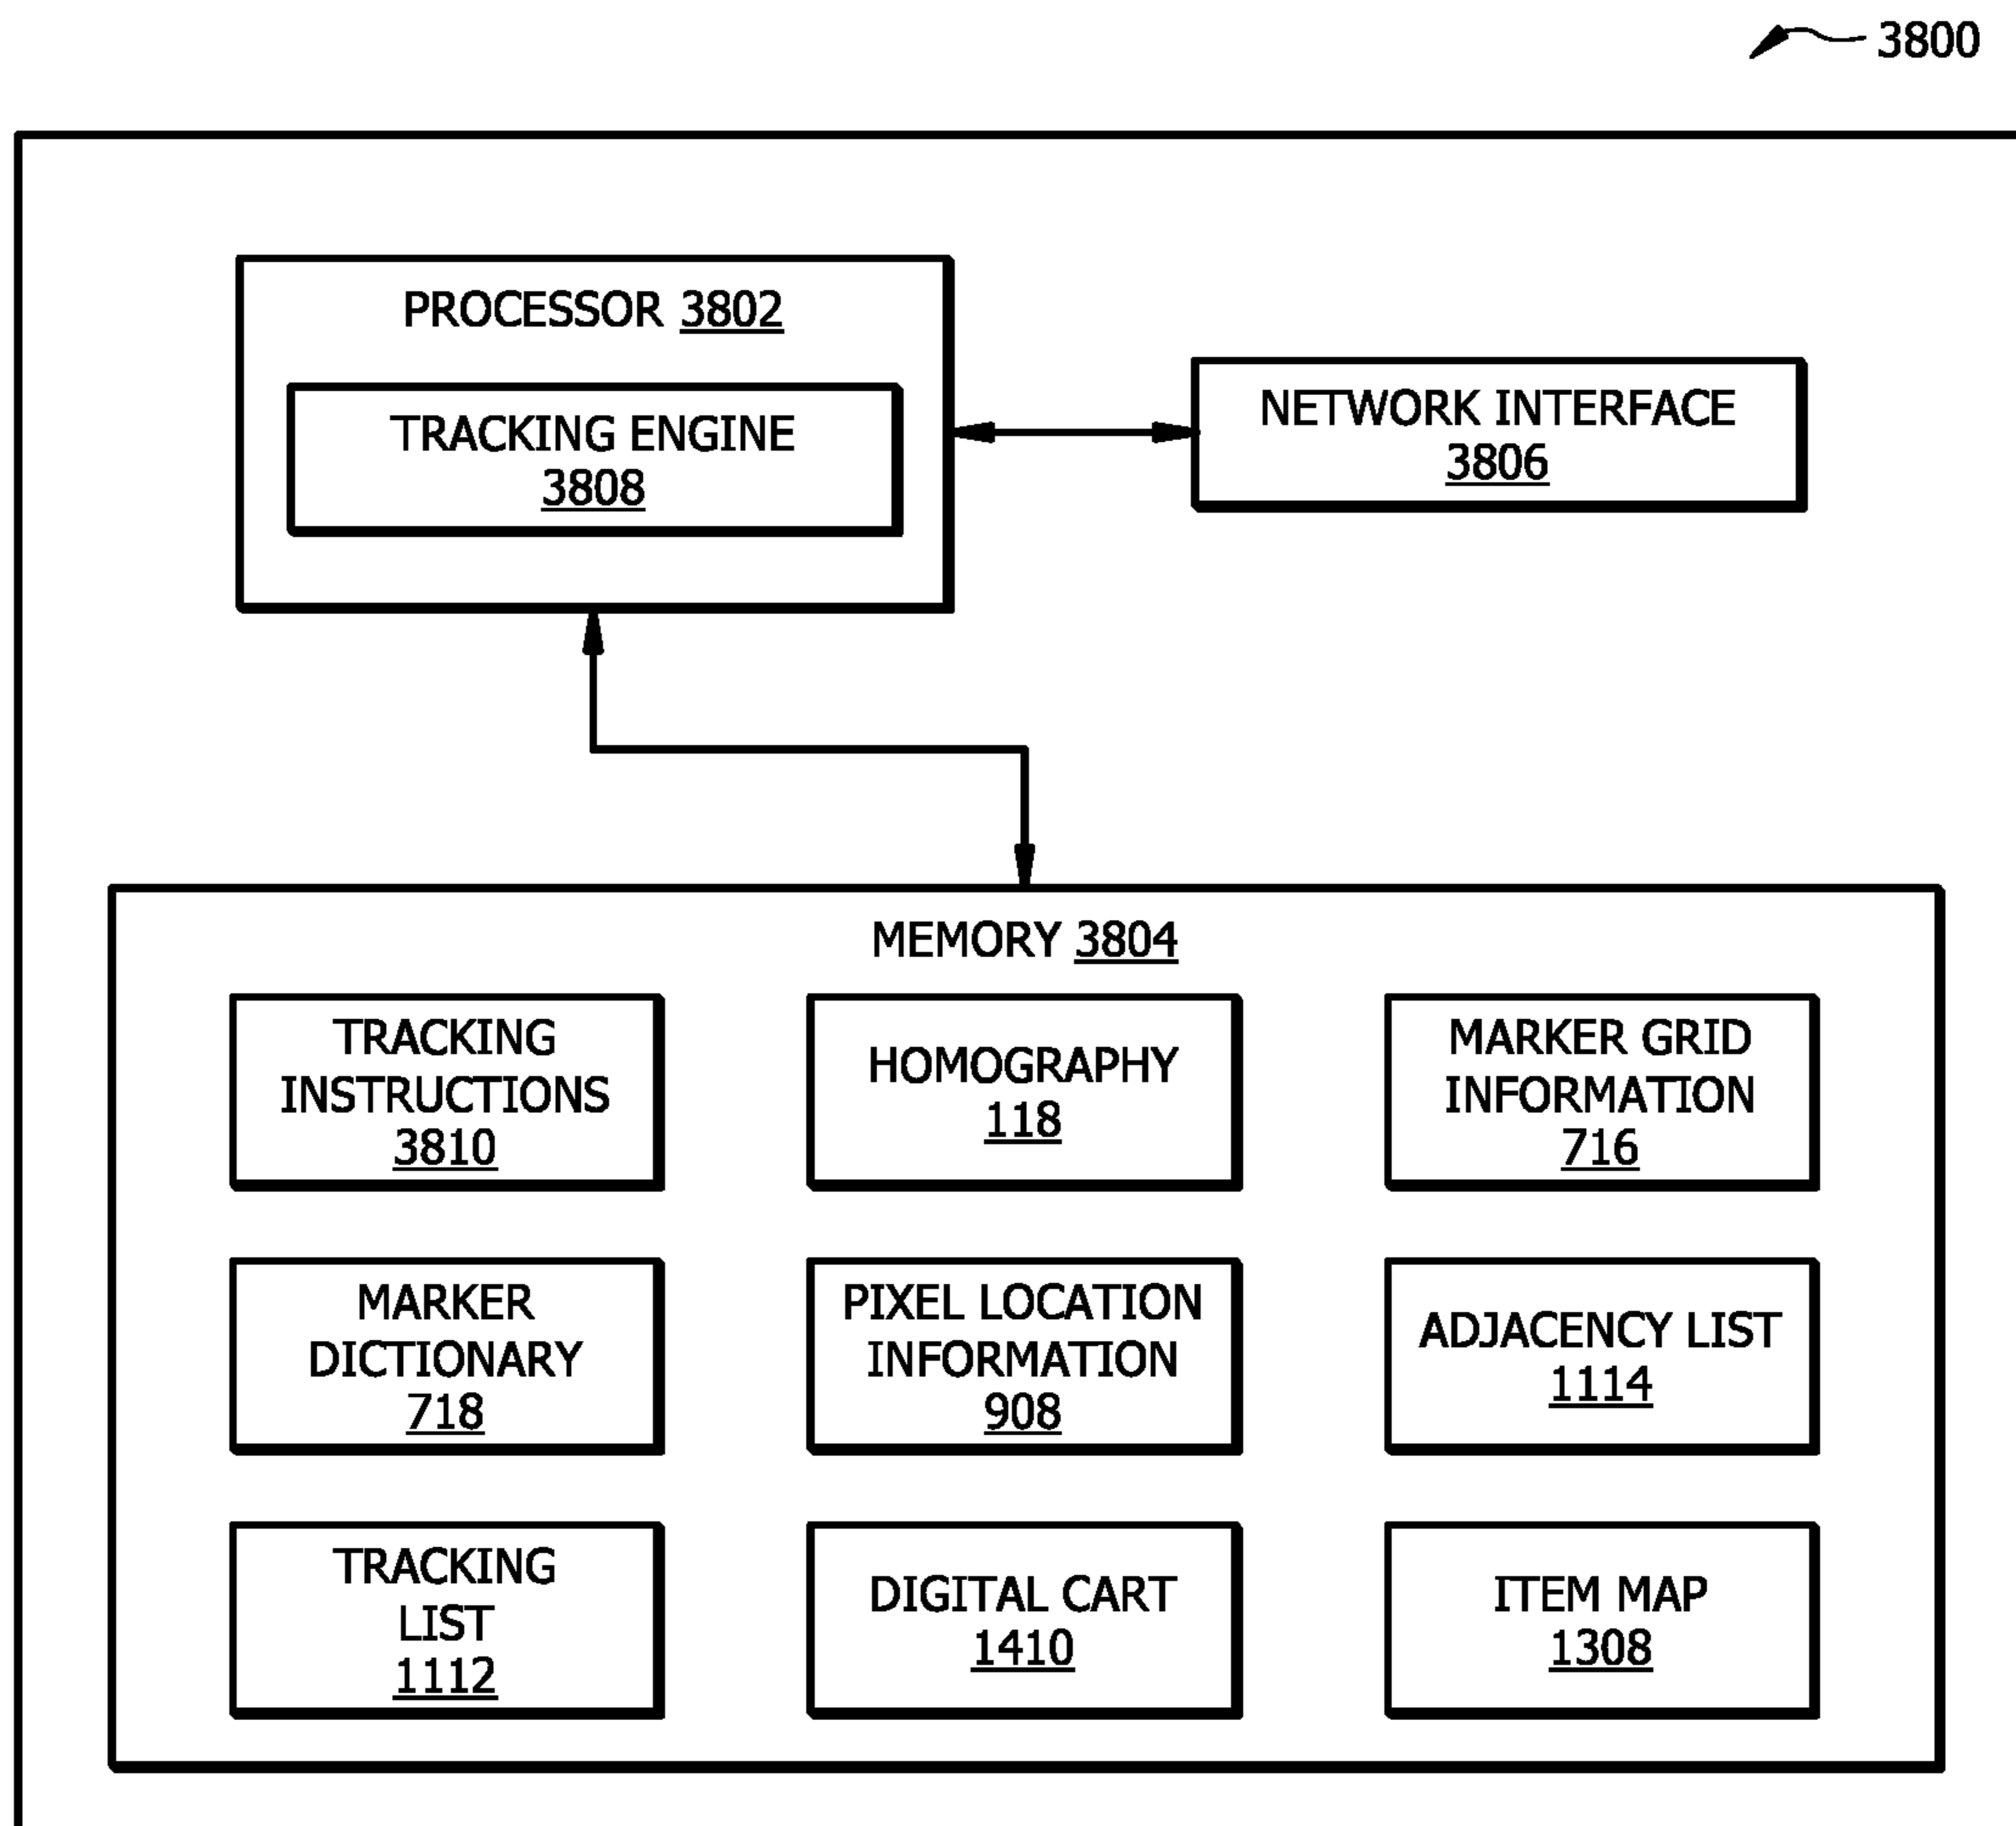 3800
PROCESSOR 3802
TRACKING ENGINE
3808
NETWORK INTERFACE
3806
MEMORY 3804
TRACKING
INSTRUCTIONS
3810
HOMOGRAPHY
118
MARKER GRID
INFORMATION
716
MARKER
DICTIONARY
718
PIXEL LOCATION
INFORMATION
908
ADJACENCY LIST
1114
TRACKING
LIST
1112
DIGITAL CART
1410
ITEM MAP
1308